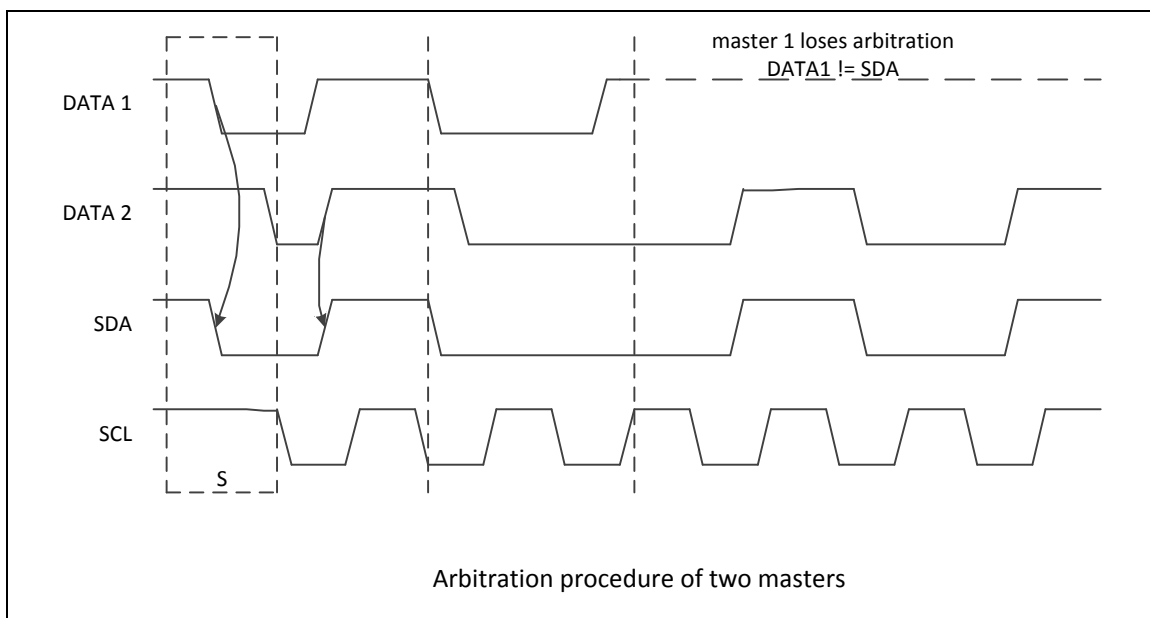 master 1 loses arbitration
DATA1 != SDA
DATA 1
DATA 2
SDA
SCL
S
Arbitration procedure of two masters